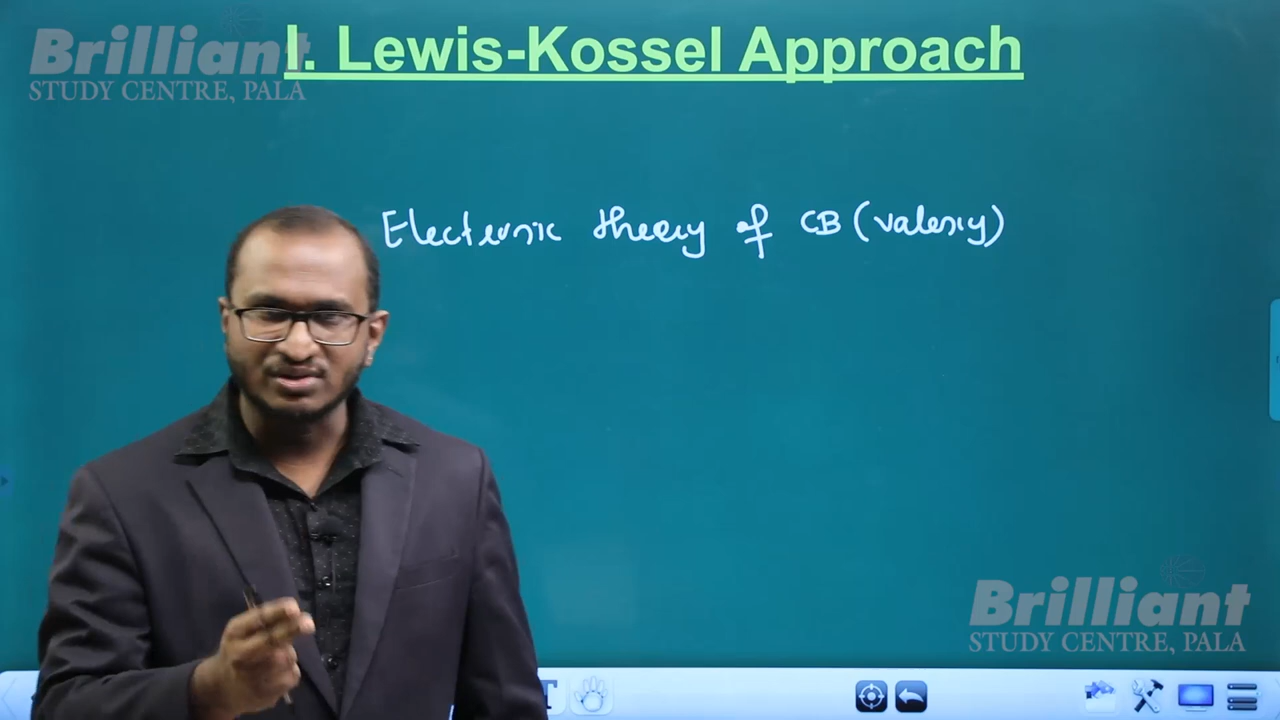 Brilliant
STUDY CENTRE, PALA
I. Lewis-Kossel Approach
Electronic theory of CB (valency)
Brilliant
STUDY CENTRE, PALA